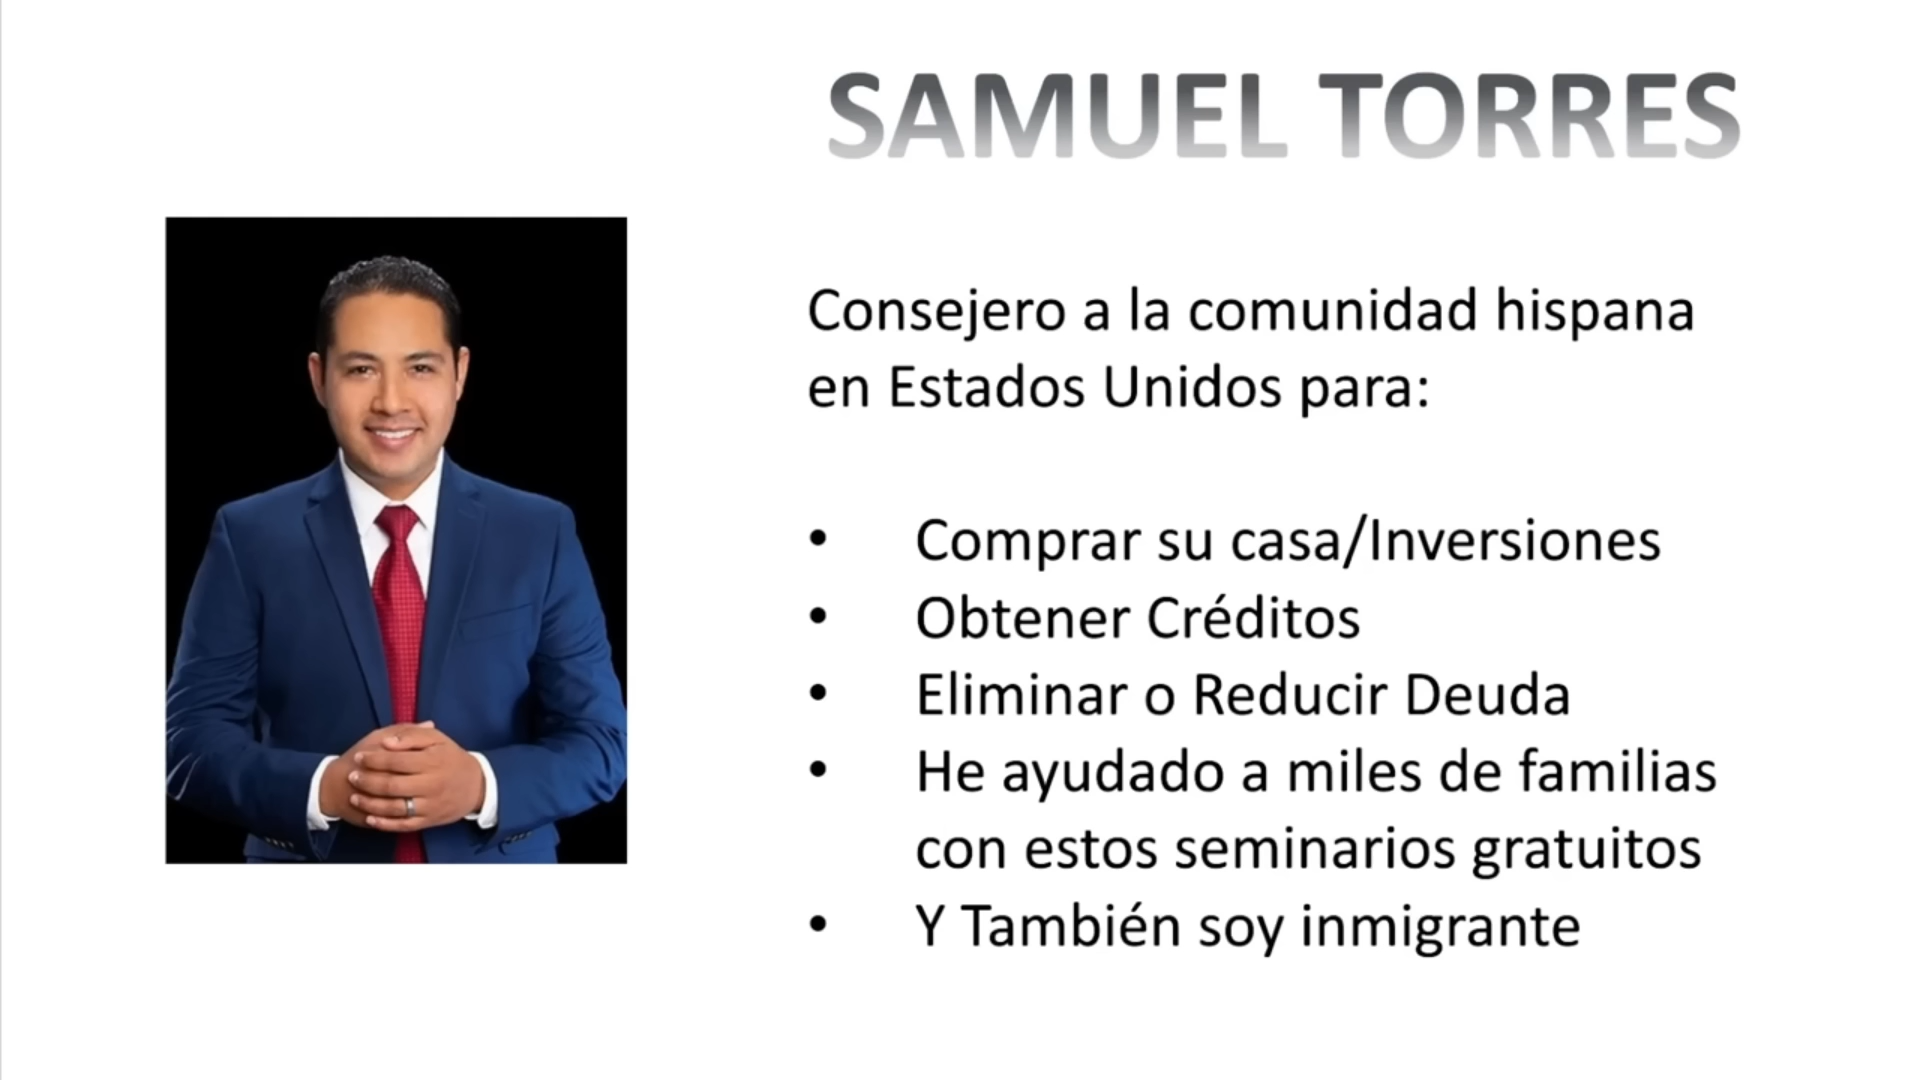 SAMUEL TORRES
Consejero a la comunidad hispana
en Estados Unidos para:
• Comprar su casa/Inversiones
• Obtener Créditos
• Eliminar o Reducir Deuda
• He ayudado a miles de familias
con estos seminarios gratuitos
• Y También soy inmigrante